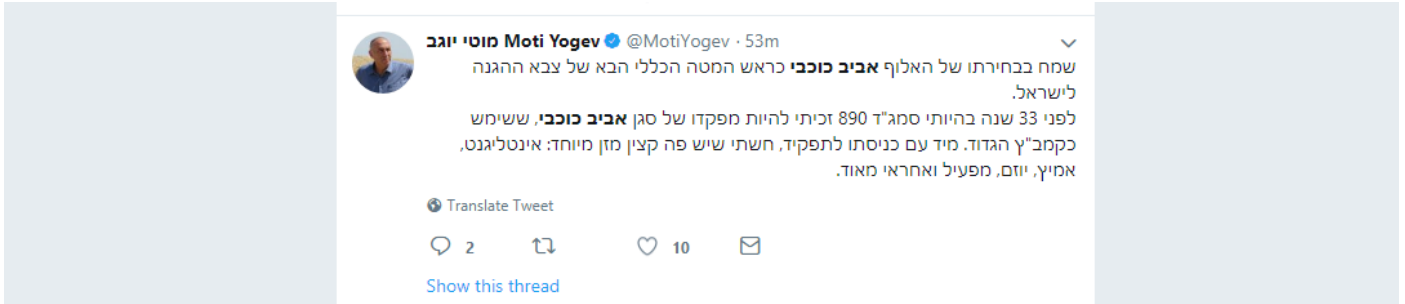 מוטי יוגב Moti Yogev @MotiYogev · 53m
שמח בבחירתו של האלוף אביב כוכבי כראש המטה הכללי הבא של צבא ההגנה
לישראל.
לפני 33 שנה בהיותי סמג"ד 890 זכיתי להיות מפקדו של סגן אביב כוכבי, ששימש
כקמב"ץ הגדוד. מיד עם כניסתו לתפקיד, חשתי שיש פה קצין מזן מיוחד: אינטליגנט,
אמיץ, יוזם, מפעיל ואחראי מאוד.
Translate Tweet
2 10
Show this thread